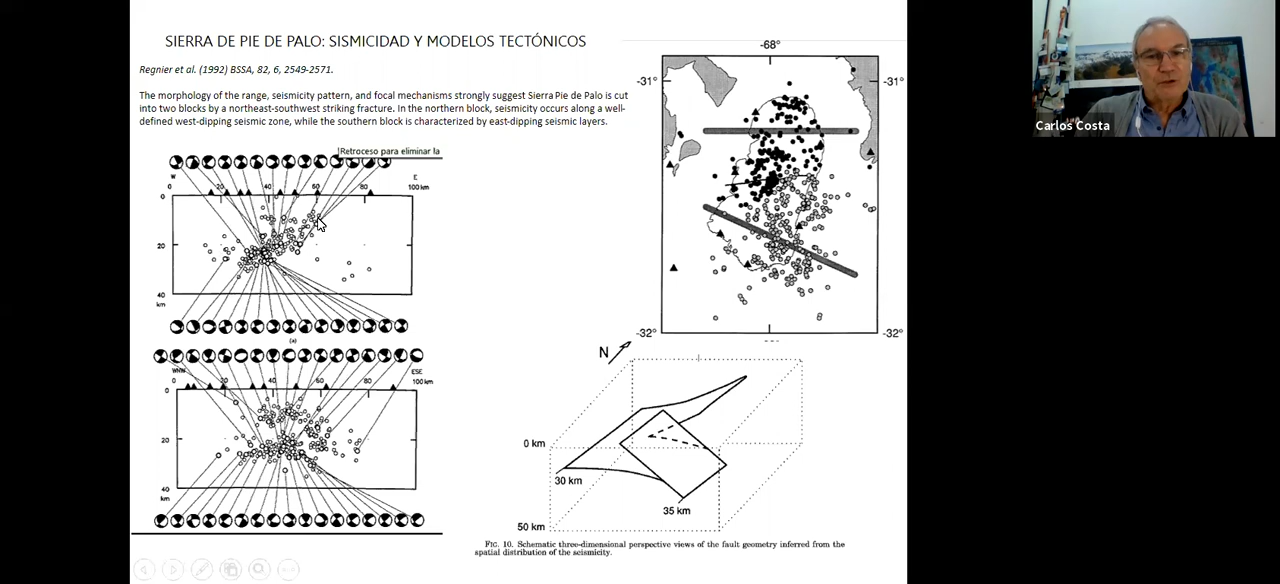 SIERRA DE PIE DE PALO: SISMICIDAD Y MODELOS TECTÓNICOS
Regnier et al. (1992) BSSA, 82, 6, 2549-2571.
The morphology of the range, seismicity pattern, and focal mechanisms strongly suggest Sierra Pie de Palo is cut
into two blocks by a northeast-southwest striking fracture. In the northern block, seismicity occurs along a well-
defined west-dipping seismic zone, while the southern block is characterized by east-dipping seismic layers.
!Retroceso para eliminar la
W
E
0
20
40
60
80
100 km
0
20
40
km
(a)
WNW
ESE
0
20
40
60
80
100 km
0
20
40
km
-68°
-31°
-31°
-32°
-32°
N
0 km
30 km
35 km
50 km
FIG. 10. Schematic three-dimensional perspective views of the fault geometry inferred from the
spatial distribution of the seismicity.
Carlos Costa